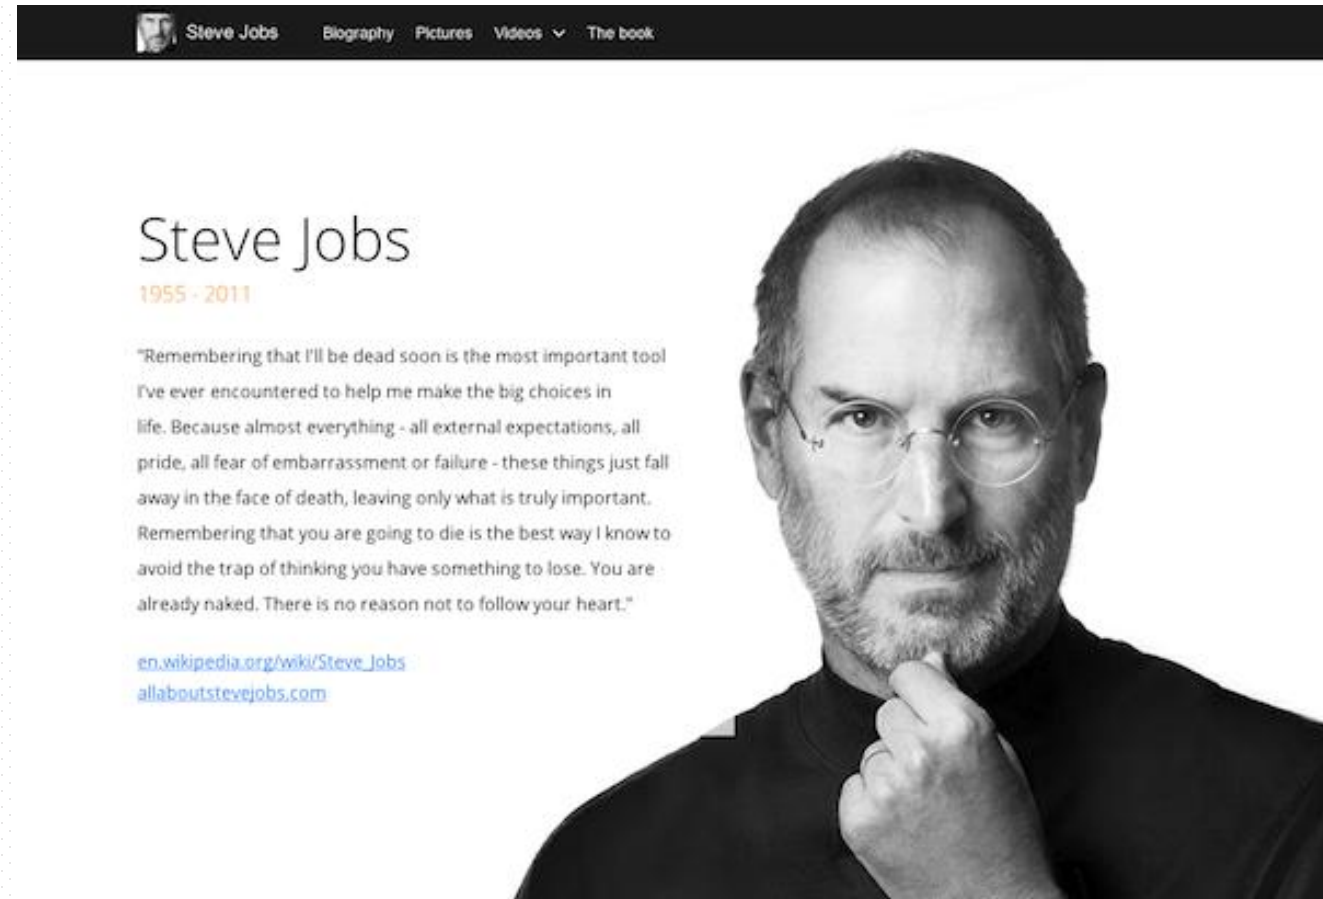 Steve Jobs Biography Pictures Videos The book
Steve Jobs
1955 - 2011
"Remembering that I'll be dead soon is the most important tool
I've ever encountered to help me make the big choices in
life. Because almost everything - all external expectations, all
pride, all fear of embarrassment or failure - these things just fall
away in the face of death, leaving only what is truly important.
Remembering that you are going to die is the best way I know to
avoid the trap of thinking you have something to lose. You are
already naked. There is no reason not to follow your heart."
en.wikipedia.org/wiki/Steve_Jobs
allaboutstevejobs.com